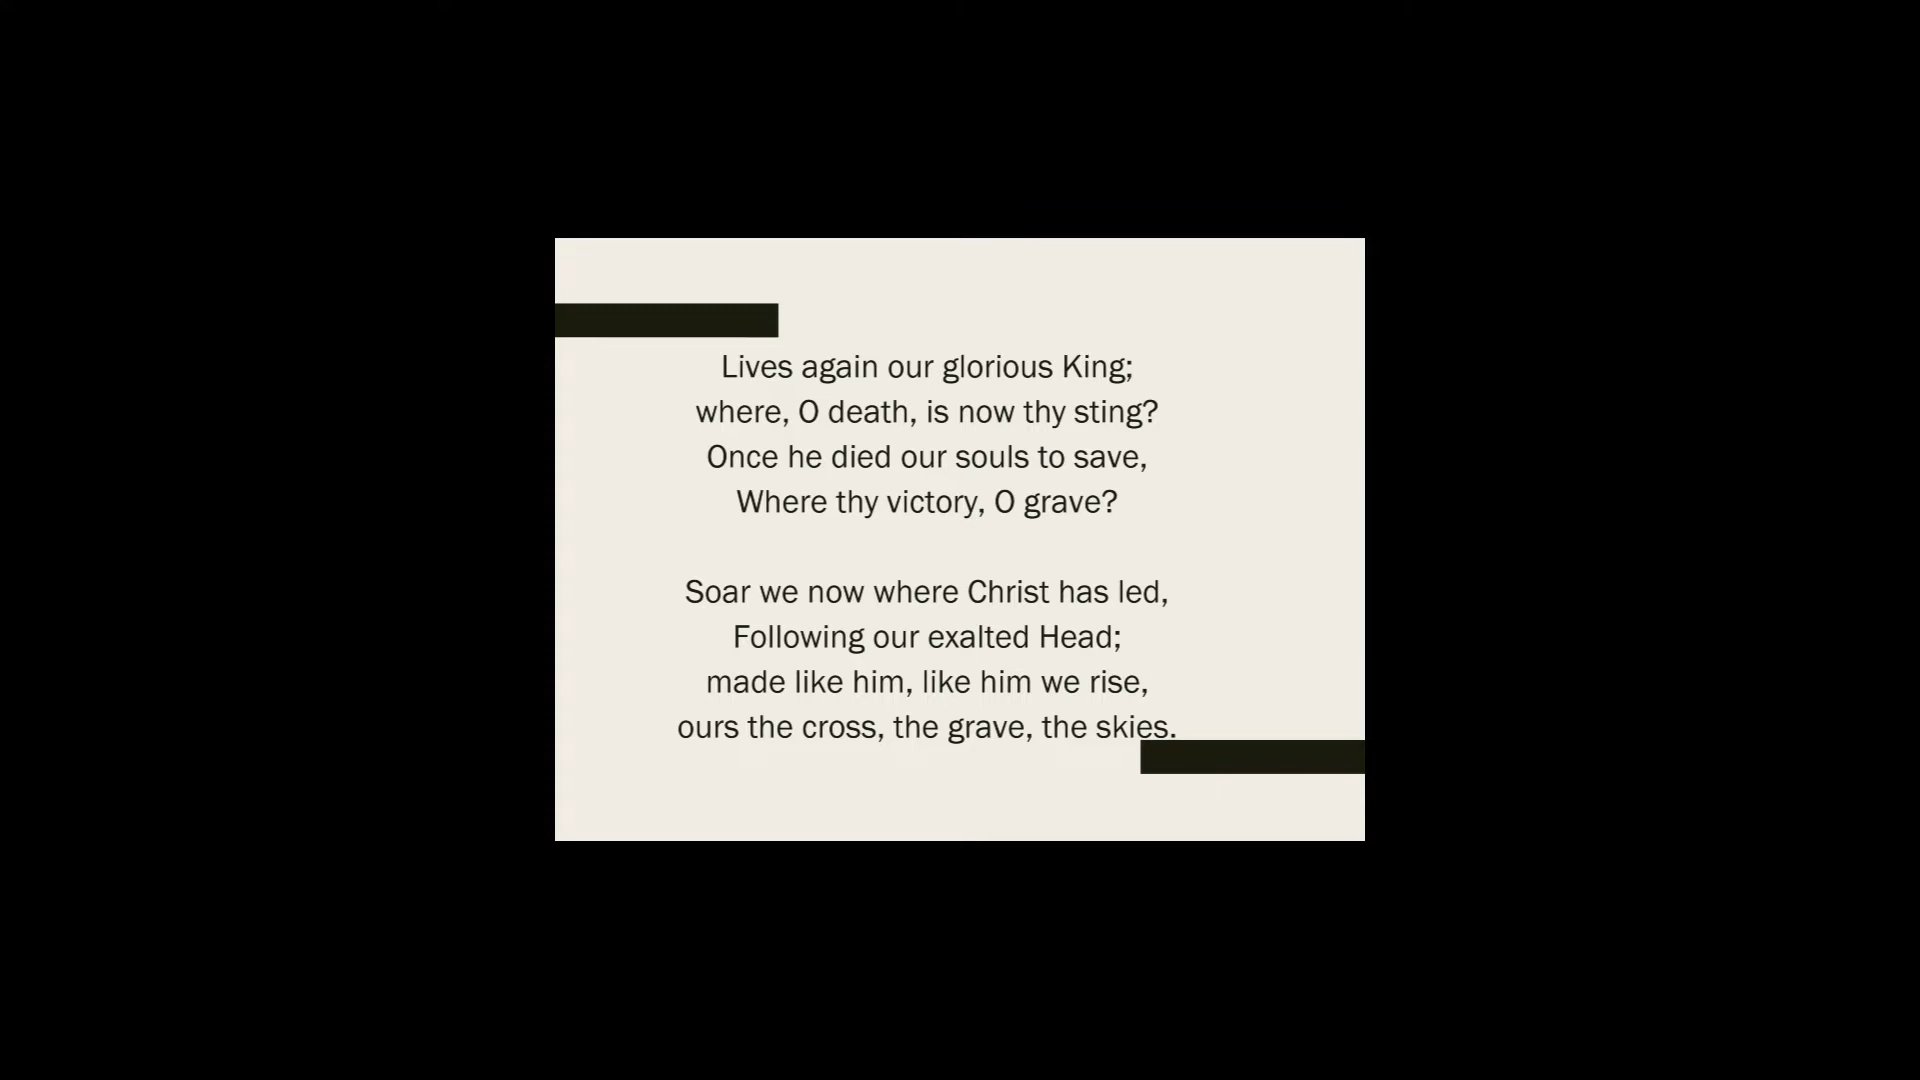 Lives again our glorious King;
where, O death, is now thy sting?
Once he died our souls to save,
Where thy victory, O grave?
Soar we now where Christ has led,
Following our exalted Head;
made like him, like him we rise,
ours the cross, the grave, the skies.